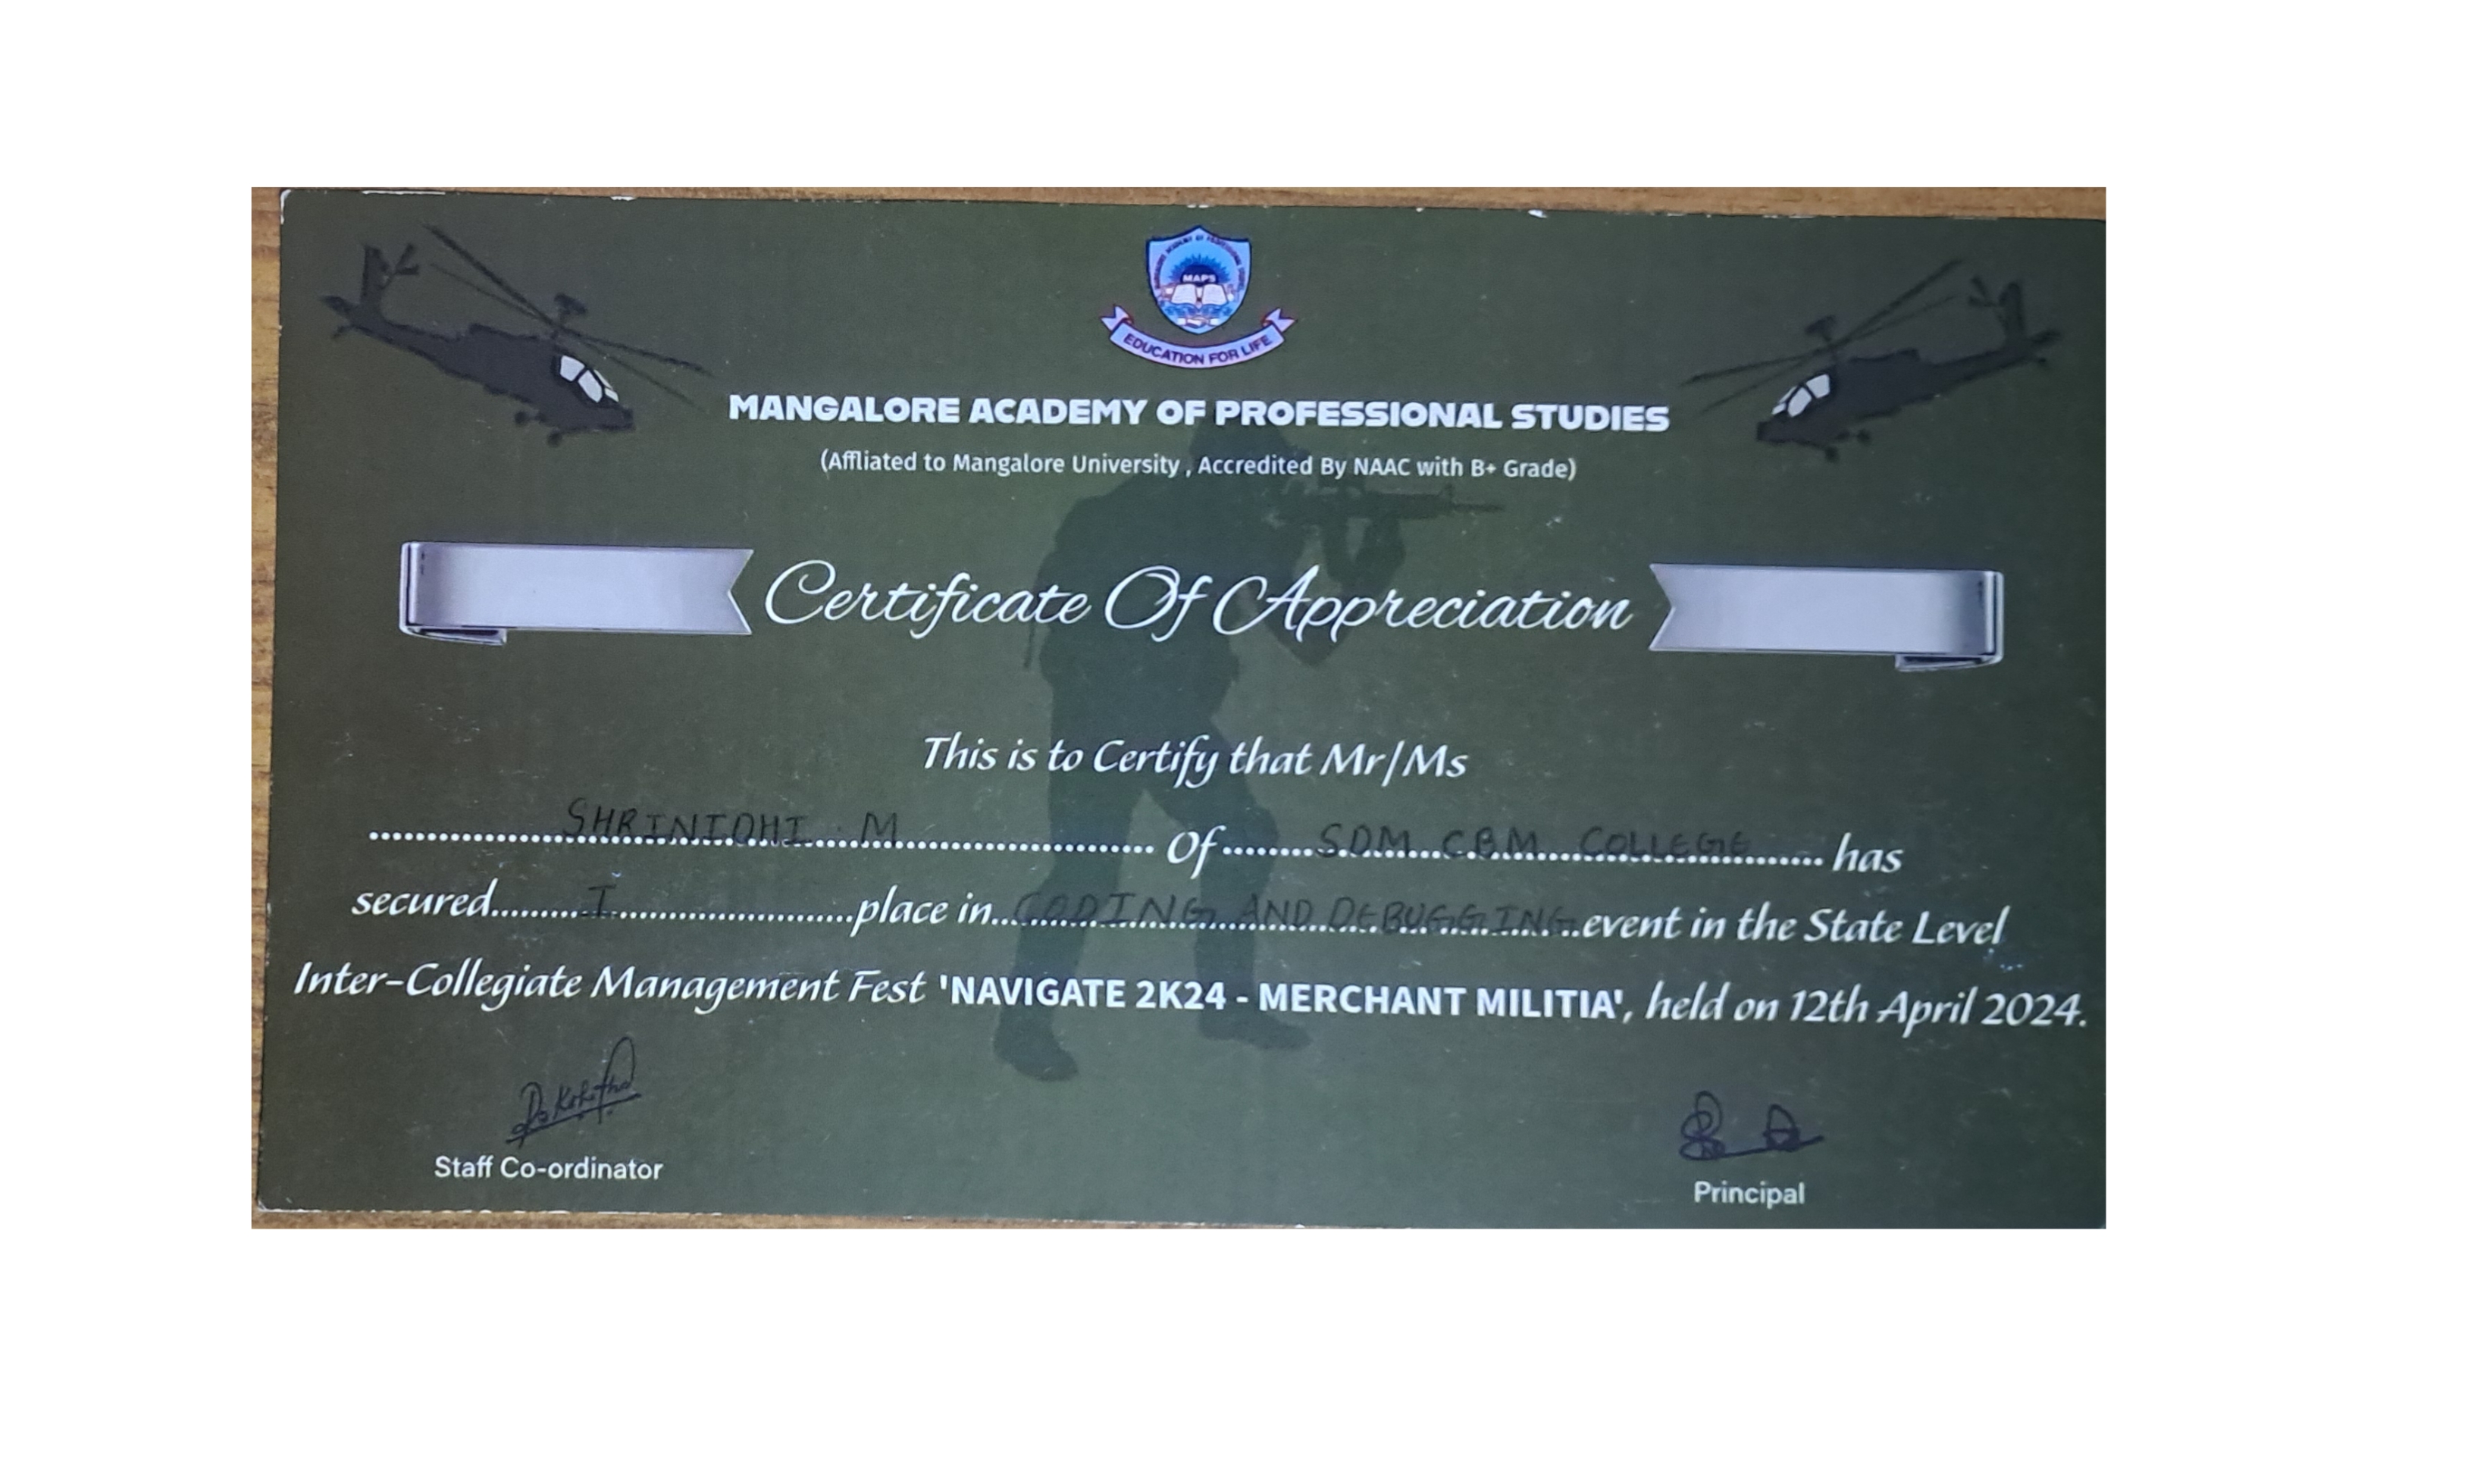 MAPS
EDUCATION FOR LIFE
MANGALORE ACADEMY OF PROFESSIONAL STUDIES
(Affliated to Mangalore University , Accredited By NAAC with B+ Grade)
Certificate Of Appreciation
This is to Certify that Mr/Ms
SHRINIDHI M Of SDM CBM COLLEGE has
secured I place in CODING AND DEBUGGING event in the State Level
Inter-Collegiate Management Fest 'NAVIGATE 2K24 - MERCHANT MILITIA', held on 12th April 2024.
Staff Co-ordinator
Principal